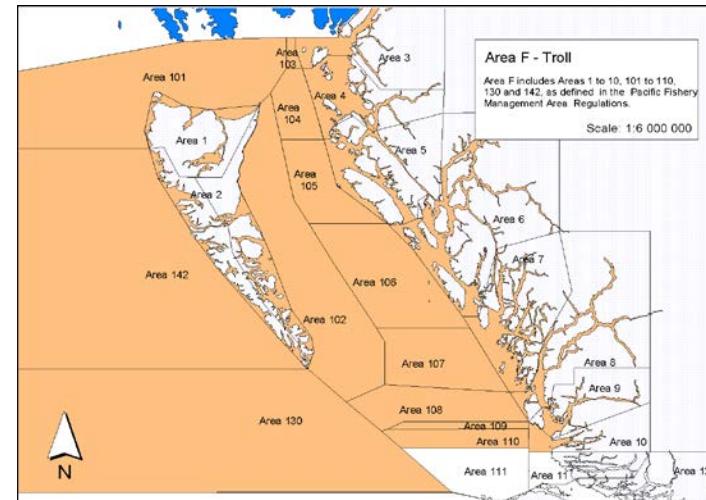 Area F - Troll
Area F includes Areas 1 to 10, 101 to 110,
130 and 142, as defined in the Pacific Fishery
Management Area Regulations.
Scale: 1:6 000 000
Area 101
Area 103
Area 3
Area 4
Area 104
Area 1
Area 5
Area 105
Area 2
Area 6
Area 7
Area 142
Area 106
Area 102
Area 107
Area 8
Area 9
Area 108
Area 130
Area 109
Area 110
Area 10
Area 111
Area 11
Area
N